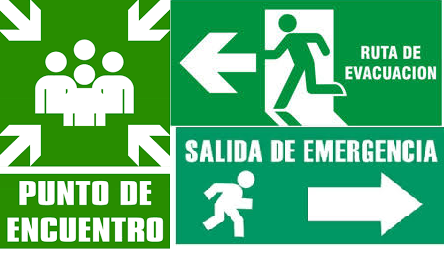 PUNTO DE
ENCUENTRO
RUTA DE
EVACUACION
SALIDA DE EMERGENCIA